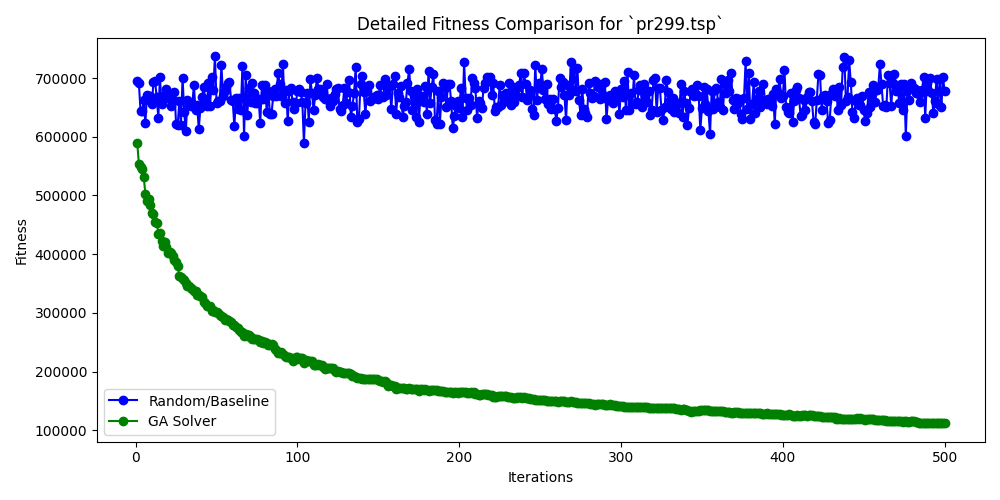 Detailed Fitness Comparison for `pr299.tsp`
Fitness
700000
600000
500000
400000
300000
200000
100000
Random/Baseline
GA Solver
0 100 200 300 400 500
Iterations